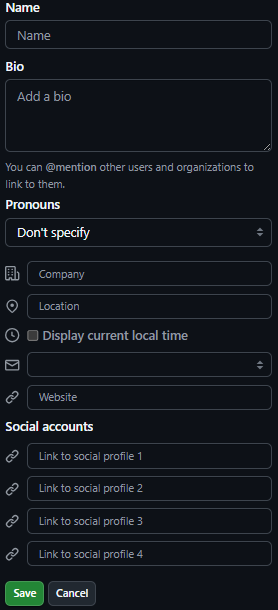 Name
Name
Bio
Add a bio
You can @mention other users and organizations to
link to them.
Pronouns
Don't specify
Company
Location
Display current local time
Website
Social accounts
Link to social profile 1
Link to social profile 2
Link to social profile 3
Link to social profile 4
Save Cancel